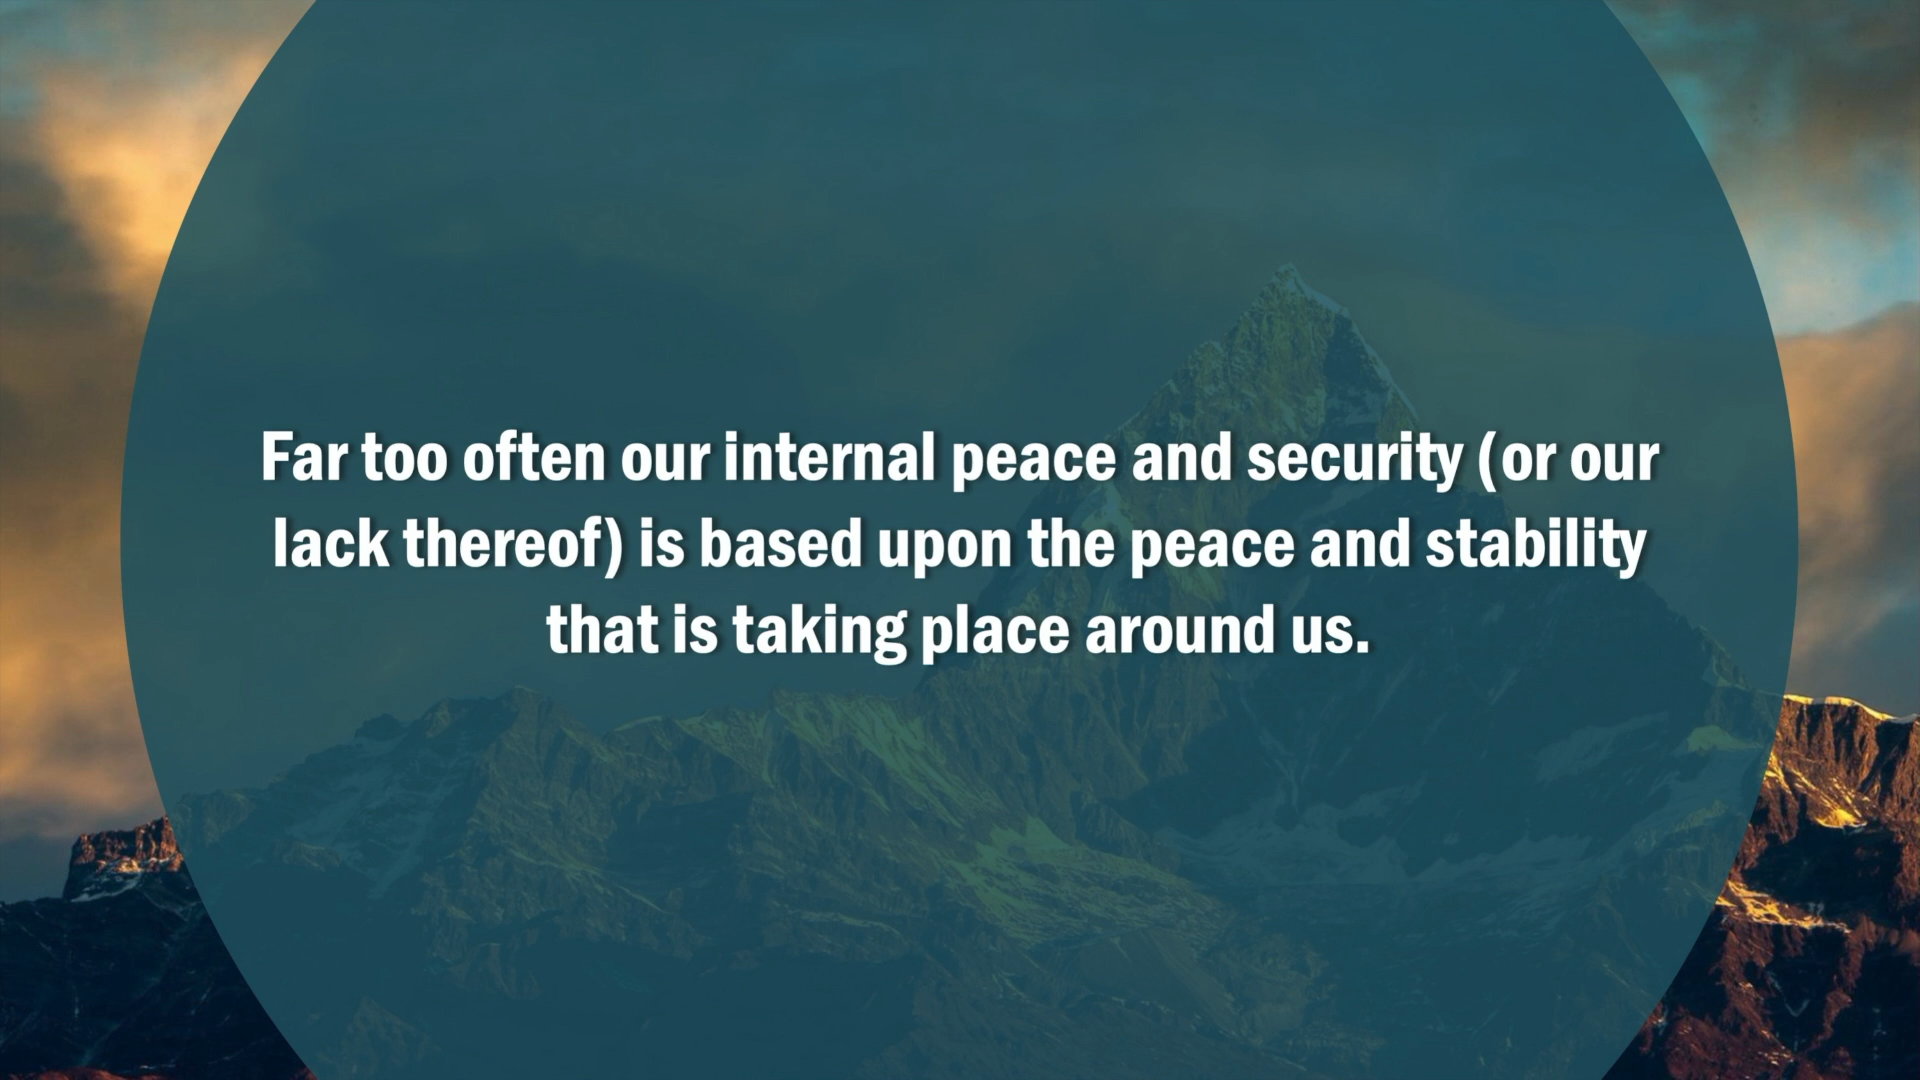 Far too often our internal peace and security (or our
lack thereof) is based upon the peace and stability
that is taking place around us.